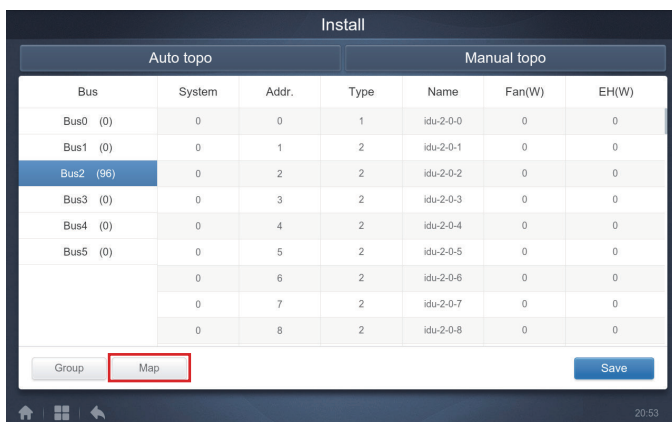 Install
Auto topo Manual topo
Bus System Addr. Type Name Fan(W) EH(W)
Bus0 (0) 0 0 1 idu-2-0-0 0 0
Bus1 (0) 0 1 2 idu-2-0-1 0 0
Bus2 (96) 0 2 2 idu-2-0-2 0 0
Bus3 (0) 0 3 2 idu-2-0-3 0 0
Bus4 (0) 0 4 2 idu-2-0-4 0 0
Bus5 (0) 0 5 2 idu-2-0-5 0 0
0 6 2 idu-2-0-6 0 0
0 7 2 idu-2-0-7 0 0
0 8 2 idu-2-0-8 0 0
Group Map Save
20:53